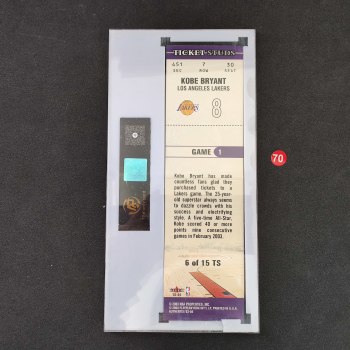 TICKET STUDS
451 7 30
SEC ROW SEAT
KOBE BRYANT
LOS ANGELES LAKERS
LAKERS
8
GAME 1
70
Kobe Bryant has made
countless fans glad they
purchased tickets to a
Lakers game. The 25-year-
old superstar always seems
to dazzle crowds with his
success and electrifying
style. A five-time All-Star,
Kobe scored 40 or more
points nine consecutive
games in February 2003.
6 of 15 TS